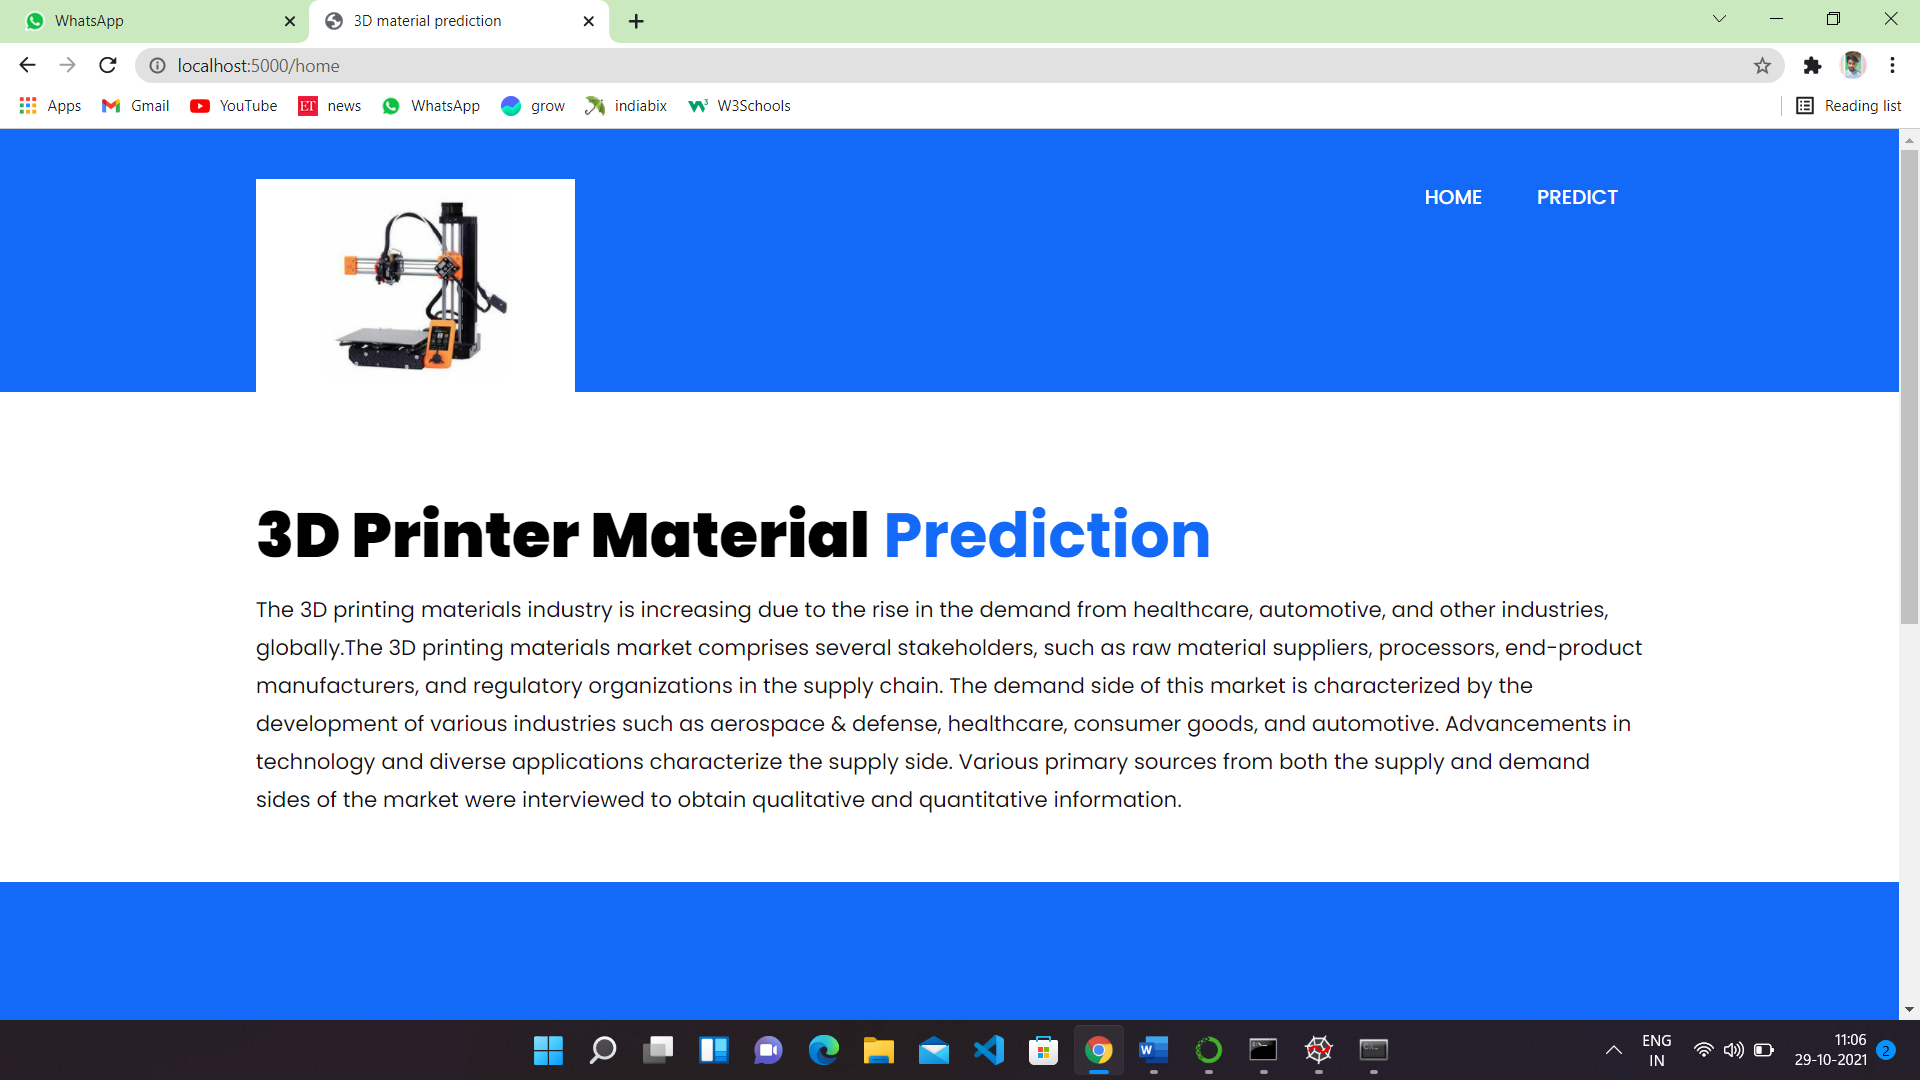 WhatsApp
3D material prediction
localhost:5000/home
Apps
Gmail
YouTube
ET
news
WhatsApp
grow
indiabix
W3Schools
Reading list
HOME
PREDICT
3D Printer Material Prediction
The 3D printing materials industry is increasing due to the rise in the demand from healthcare, automotive, and other industries,
globally.The 3D printing materials market comprises several stakeholders, such as raw material suppliers, processors, end-product
manufacturers, and regulatory organizations in the supply chain. The demand side of this market is characterized by the
development of various industries such as aerospace & defense, healthcare, consumer goods, and automotive. Advancements in
technology and diverse applications characterize the supply side. Various primary sources from both the supply and demand
sides of the market were interviewed to obtain qualitative and quantitative information.
ENG
IN
11:06
29-10-2021
2